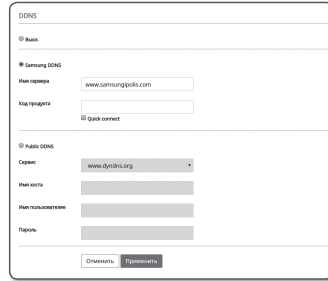 DDNS
Выкл.
Samsung DDNS
Имя сервера www.samsungipolis.com
Код продукта
Quick connect
Public DDNS
Сервис www.dyndns.org
Имя хоста
Имя пользователяе
Пароль
Отменить Применить